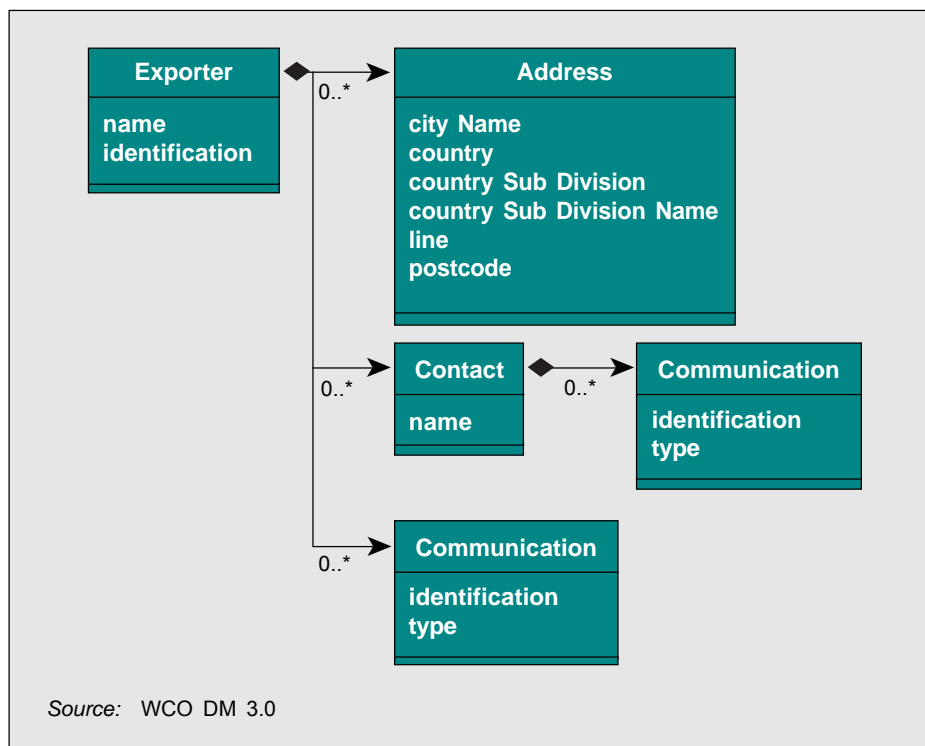 Exporter
name
identification
0..*
Address
city Name
country
country Sub Division
country Sub Division Name
line
postcode
0..*
Contact
name
0..*
Communication
identification
type
0..*
Communication
identification
type
Source: WCO DM 3.0